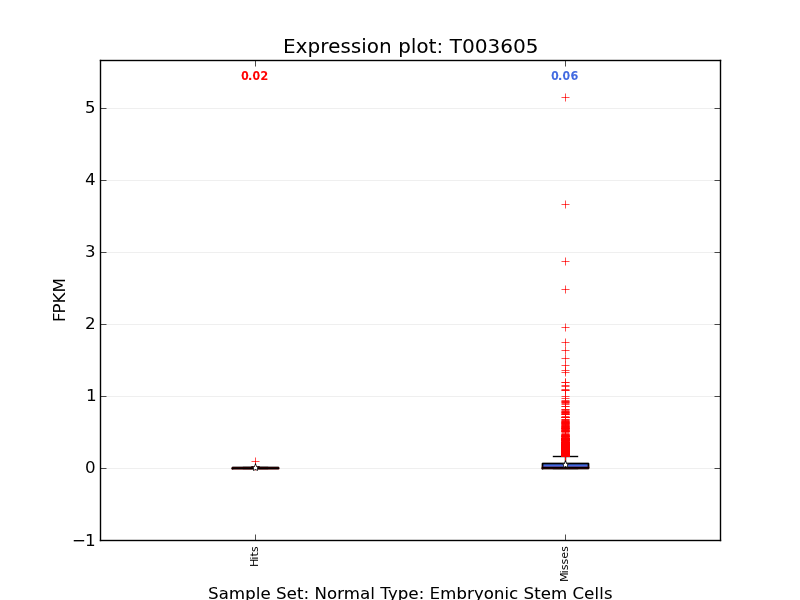 Expression plot: T003605
0.02
0.06
5
4
3
2
1
0
−1
FPKM
Hits
Misses
Sample Set: Normal Type: Embryonic Stem Cells